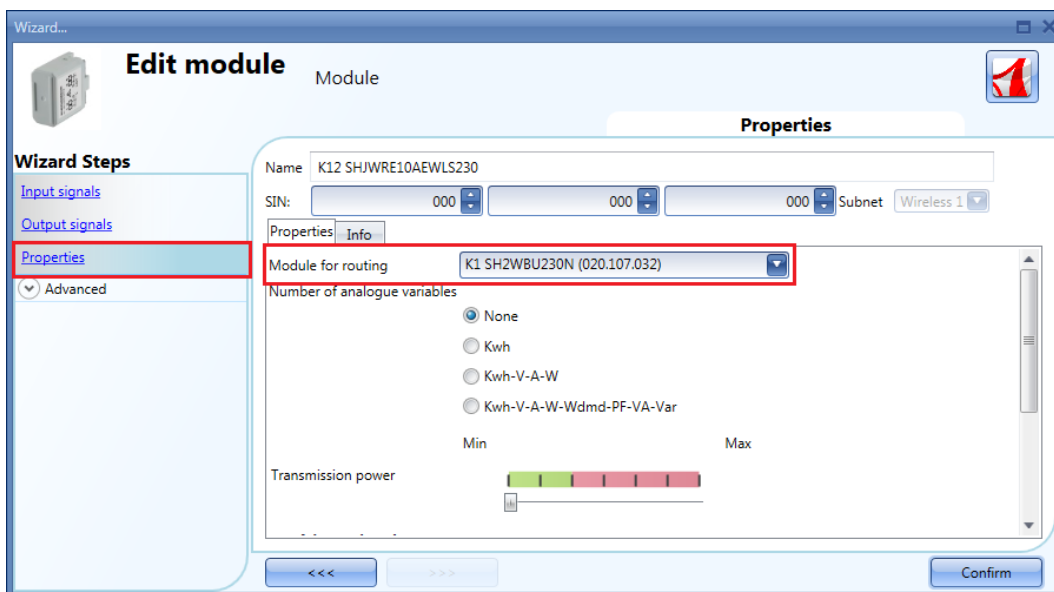 Wizard...
Edit module
Module
Properties
Wizard Steps
Input signals
Output signals
Properties
Advanced
Name K12 SHJWRE10AEWLS230
SIN: 000 000 000 Subnet Wireless 1
Properties Info
Module for routing K1 SH2WBU230N (020.107.032)
Number of analogue variables
None
Kwh
Kwh-V-A-W
Kwh-V-A-W-Wdmd-PF-VA-Var
Min Max
Transmission power
<<< >>> Confirm